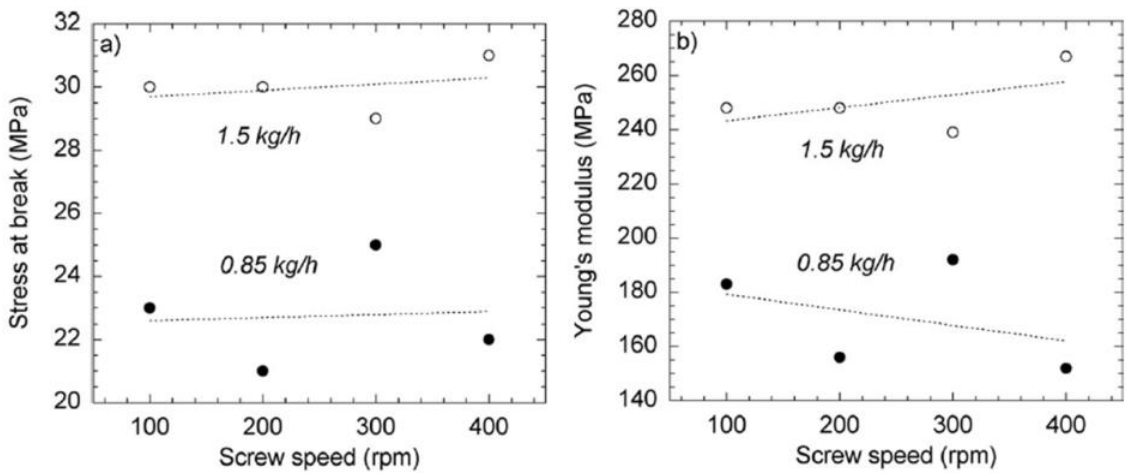 a)
32
30
28
26
24
22
20
Stress at break (MPa)
1.5 kg/h
0.85 kg/h
100 200 300 400
Screw speed (rpm)
b)
280
260
240
220
200
180
160
140
Young's modulus (MPa)
1.5 kg/h
0.85 kg/h
100 200 300 400
Screw speed (rpm)